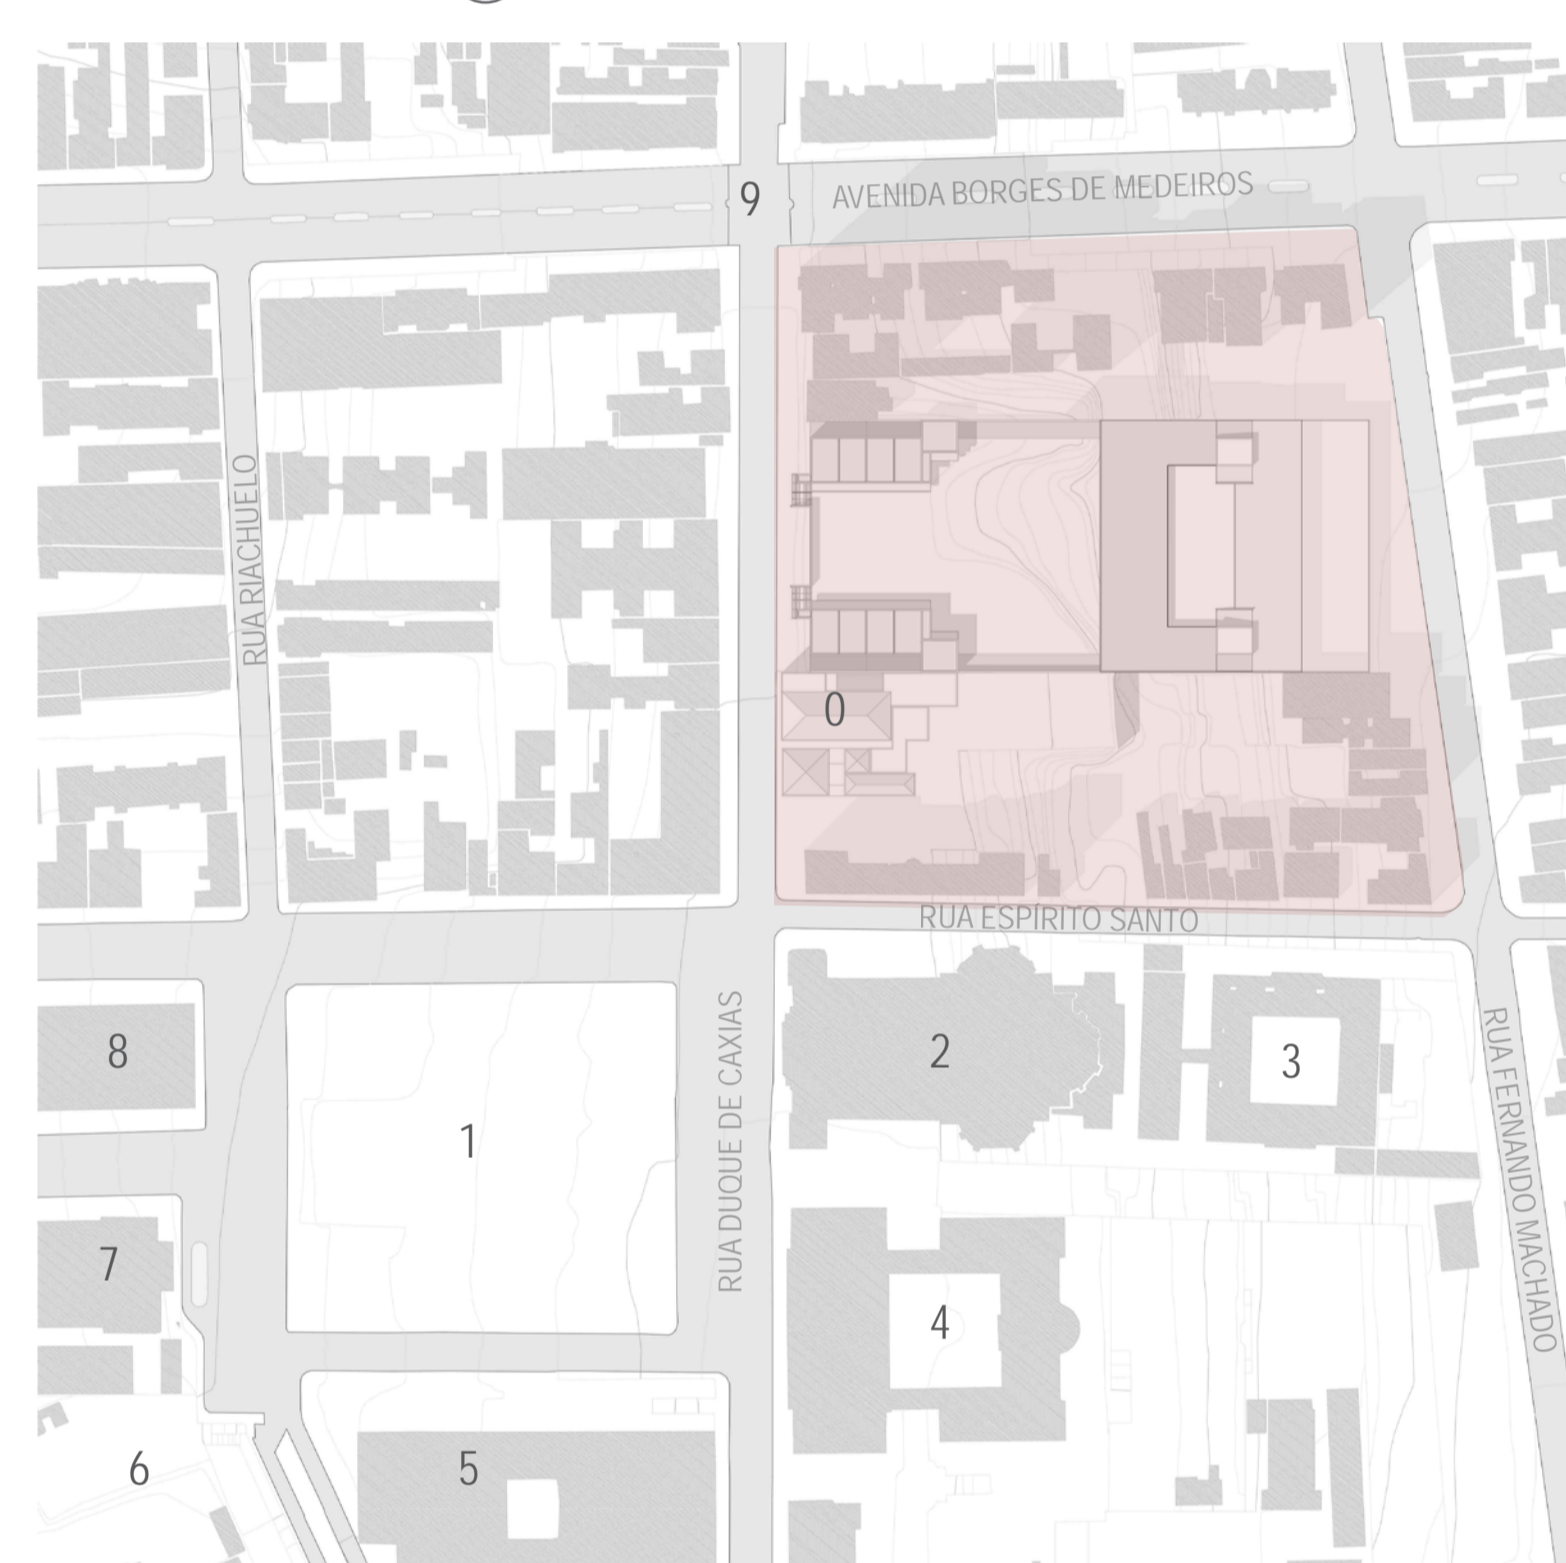 9
AVENIDA BORGES DE MEDEIROS
RUA RIACHUELO
0
RUA ESPÍRITO SANTO
8
1
RUA DUQUE DE CAXIAS
2
3
RUA FERNANDO MACHADO
7
4
6
5